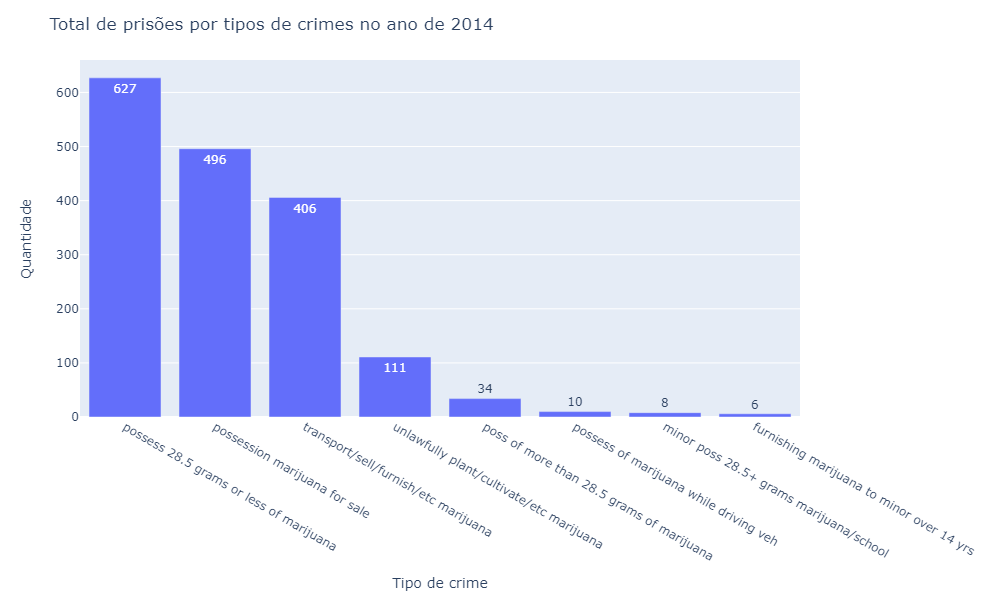 Total de prisões por tipos de crimes no ano de 2014
Quantidade
600
500
400
300
200
100
0
627
496
406
111
34
10
8
6
possess 28.5 grams or less of marijuana
possession marijuana for sale
transport/sell/furnish/etc marijuana
unlawfully plant/cultivate/etc marijuana
poss of more than 28.5 grams of marijuana
possess of marijuana while driving veh
minor poss 28.5+ grams marijuana/school
furnishing marijuana to minor over 14 yrs
Tipo de crime